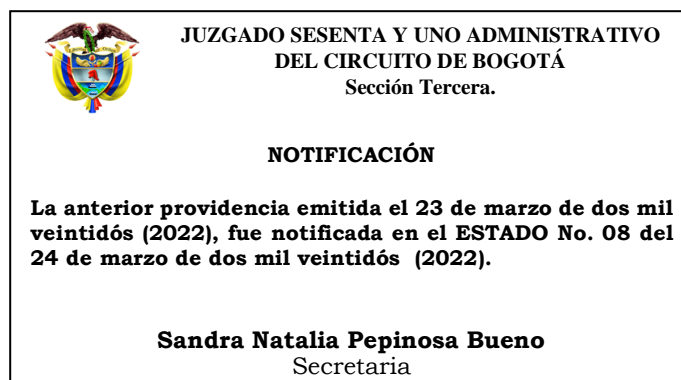 JUZGADO SESENTA Y UNO ADMINISTRATIVO
DEL CIRCUITO DE BOGOTÁ
Sección Tercera.
NOTIFICACIÓN
La anterior providencia emitida el 23 de marzo de dos mil
veintidós (2022), fue notificada en el ESTADO No. 08 del
24 de marzo de dos mil veintidós (2022).
Sandra Natalia Pepinosa Bueno
Secretaria